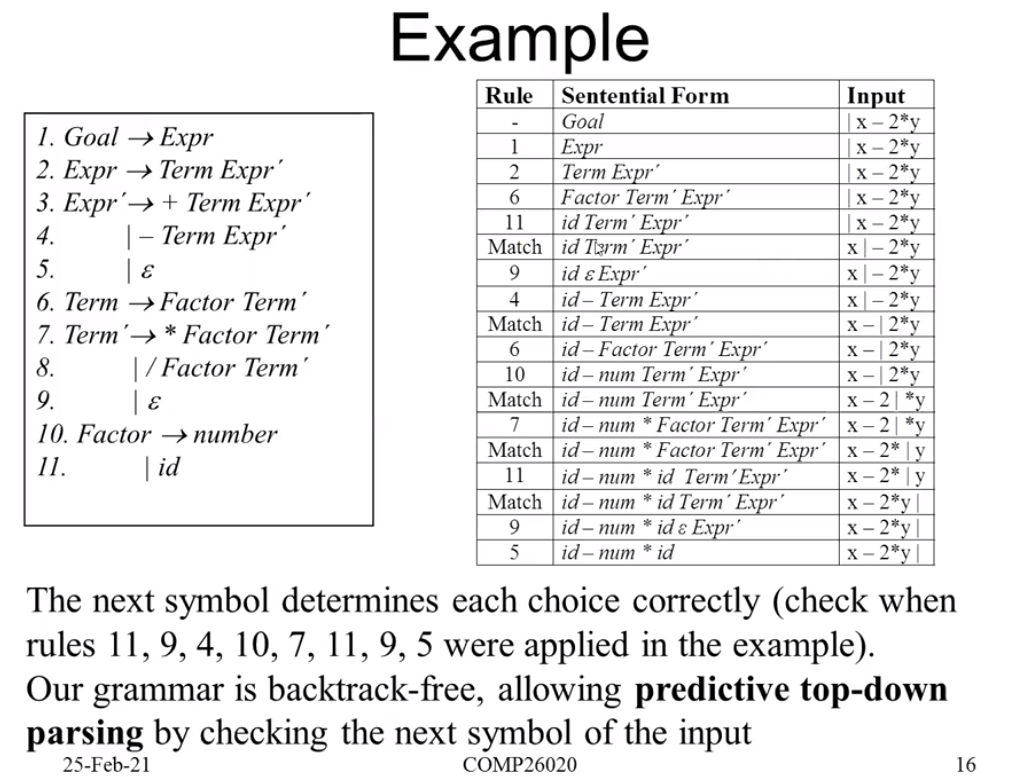 Example
1. Goal → Expr
2. Expr → Term Expr´
3. Expr´→ + Term Expr´
4. | – Term Expr´
5. | ε
6. Term → Factor Term´
7. Term´→ * Factor Term´
8. | / Factor Term´
9. | ε
10. Factor → number
11. | id
Rule Sentential Form Input
- Goal | x – 2*y
1 Expr | x – 2*y
2 Term Expr´ | x – 2*y
6 Factor Term´ Expr´ | x – 2*y
11 id Term´ Expr´ | x – 2*y
Match id Term´ Expr´ x | – 2*y
9 id ε Expr´ x | – 2*y
4 id – Term Expr´ x | – 2*y
Match id – Term Expr´ x – | 2*y
6 id – Factor Term´ Expr´ x – | 2*y
10 id – num Term´ Expr´ x – | 2*y
Match id – num Term´ Expr´ x – 2 | *y
7 id – num * Factor Term´ Expr´ x – 2 | *y
Match id – num * Factor Term´ Expr´ x – 2* | y
11 id – num * id Term´ Expr´ x – 2* | y
Match id – num * id Term´ Expr´ x – 2*y |
9 id – num * id ε Expr´ x – 2*y |
5 id – num * id x – 2*y |
The next symbol determines each choice correctly (check when
rules 11, 9, 4, 10, 7, 11, 9, 5 were applied in the example).
Our grammar is backtrack-free, allowing predictive top-down
parsing by checking the next symbol of the input
25-Feb-21 COMP26020 16